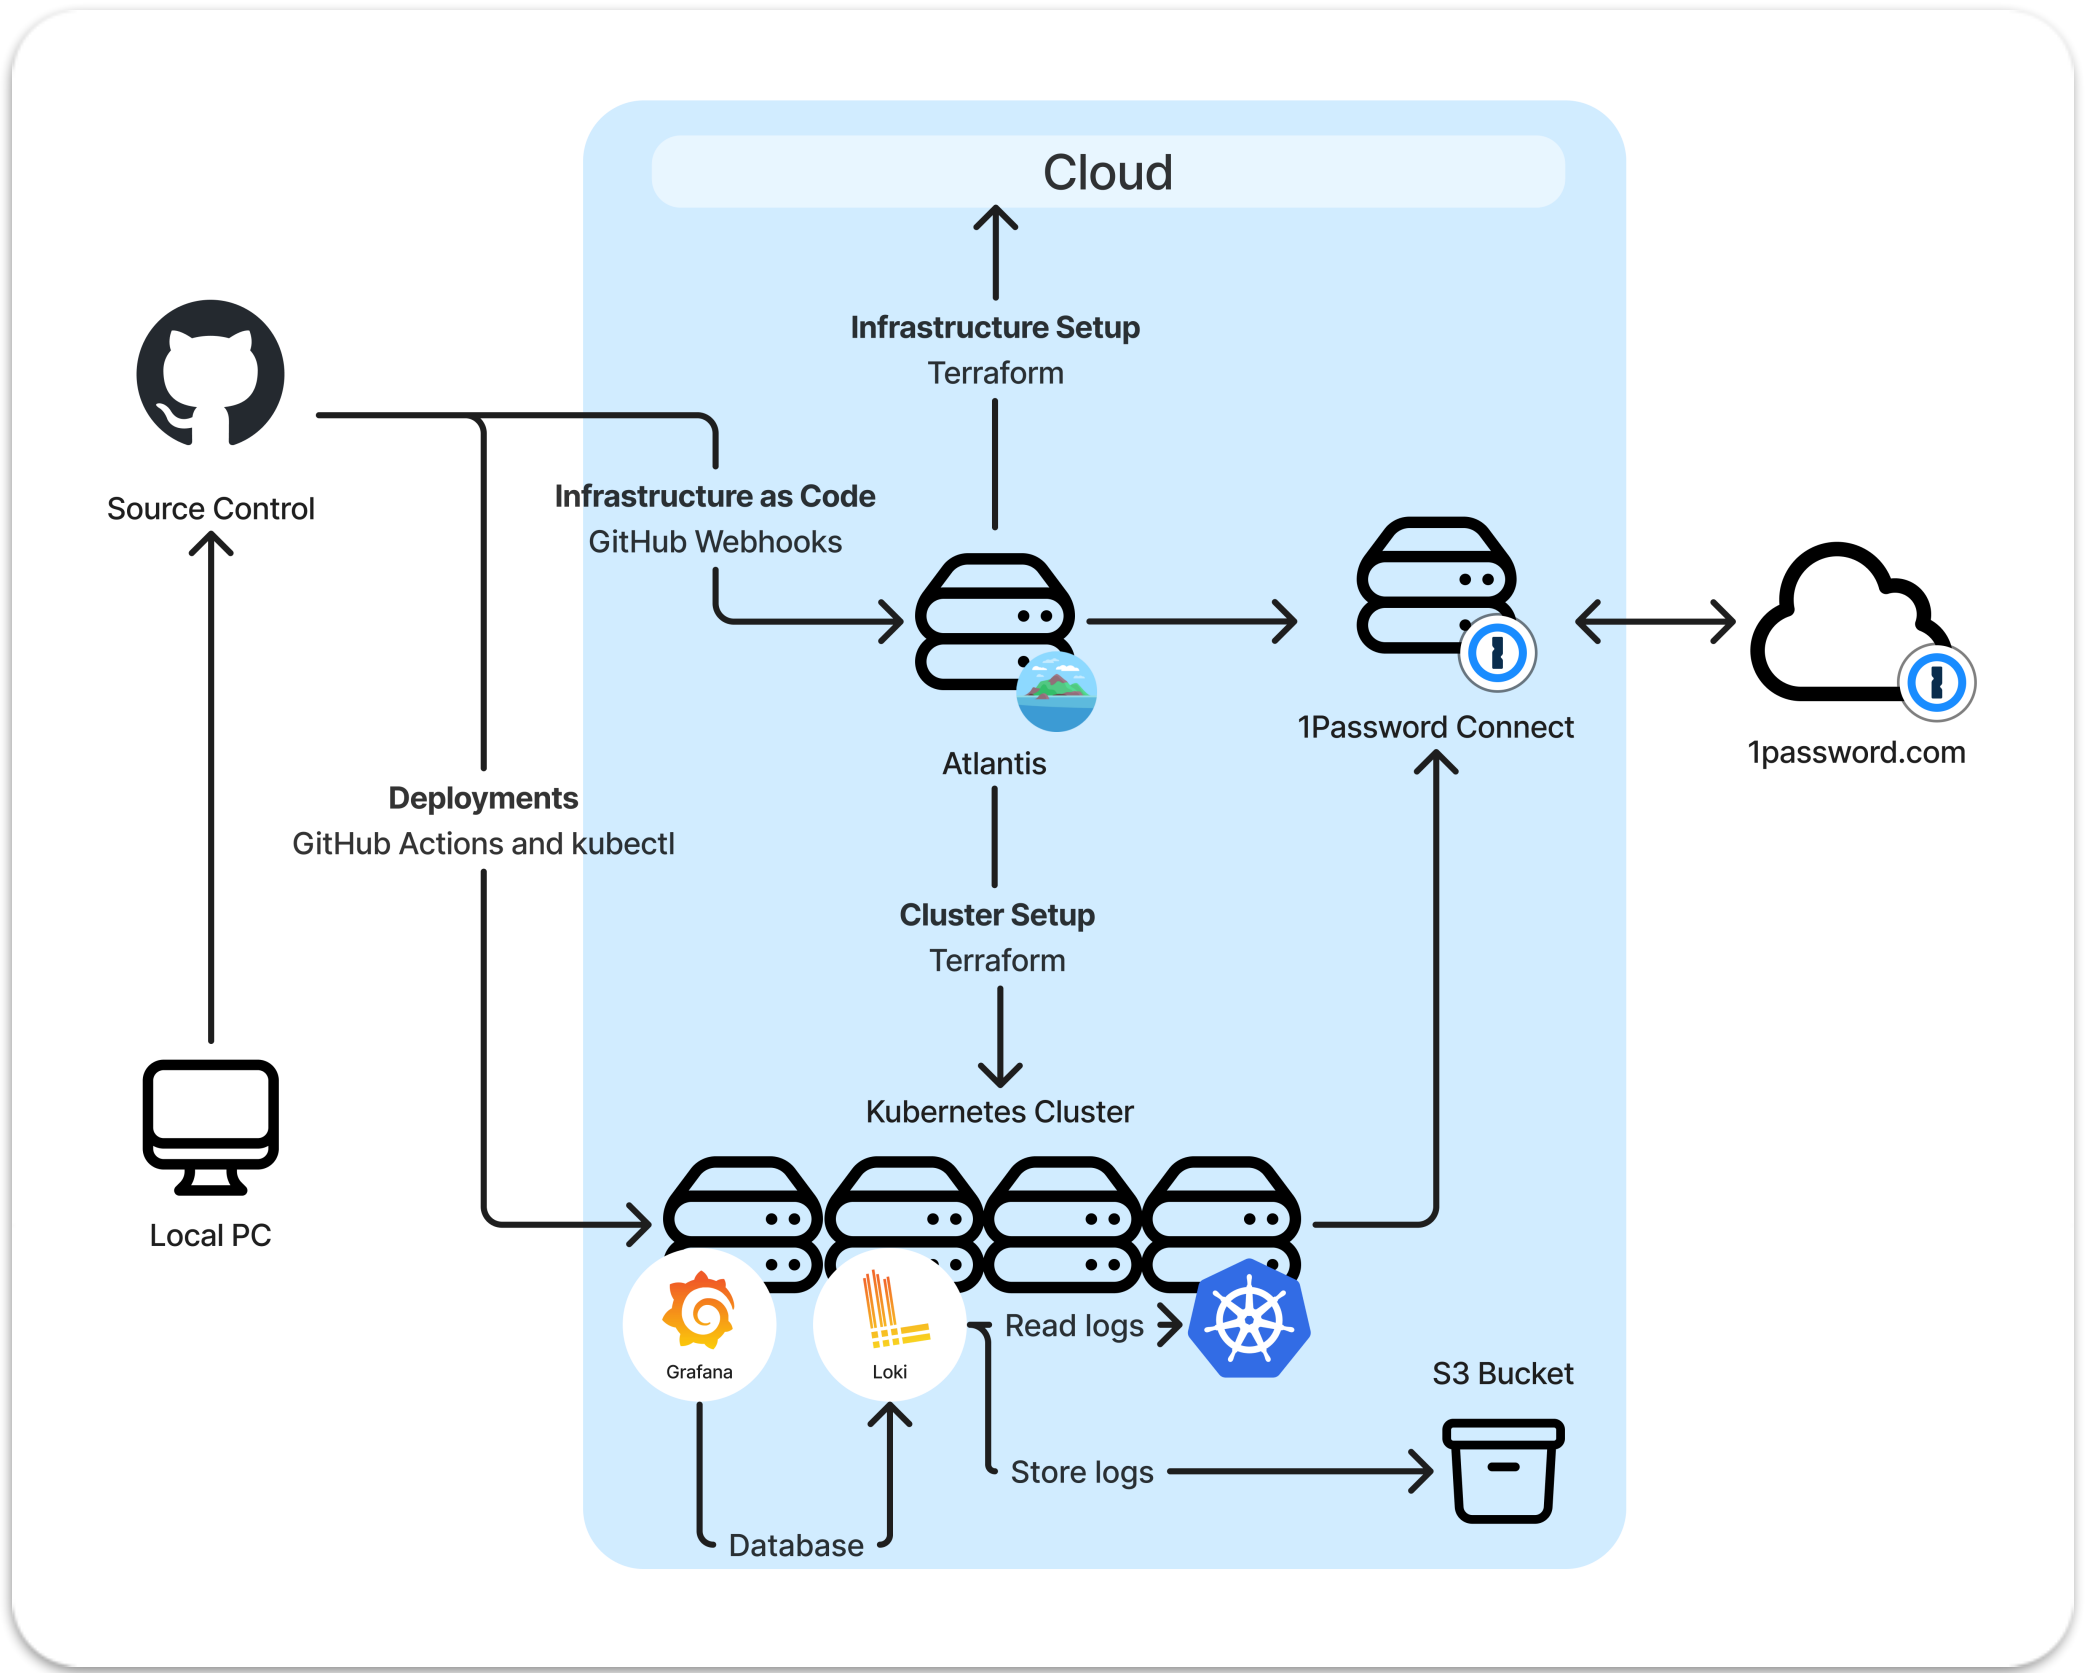 Cloud
Infrastructure Setup
Terraform
Source Control
Infrastructure as Code
GitHub Webhooks
1Password Connect
1password.com
Atlantis
Deployments
GitHub Actions and kubectl
Cluster Setup
Terraform
Kubernetes Cluster
Local PC
Read logs
Grafana
Loki
S3 Bucket
Store logs
Database